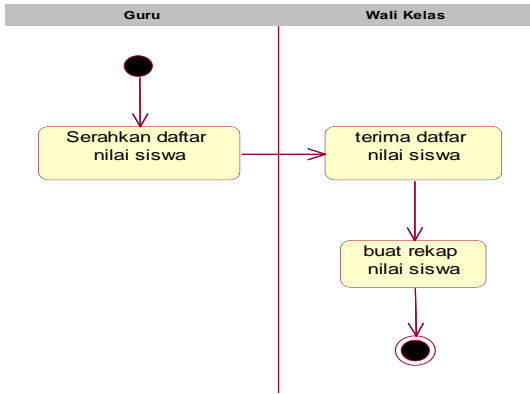 Guru
Wali Kelas
Serahkan daftar
nilai siswa
terima datfar
nilai siswa
buat rekap
nilai siswa